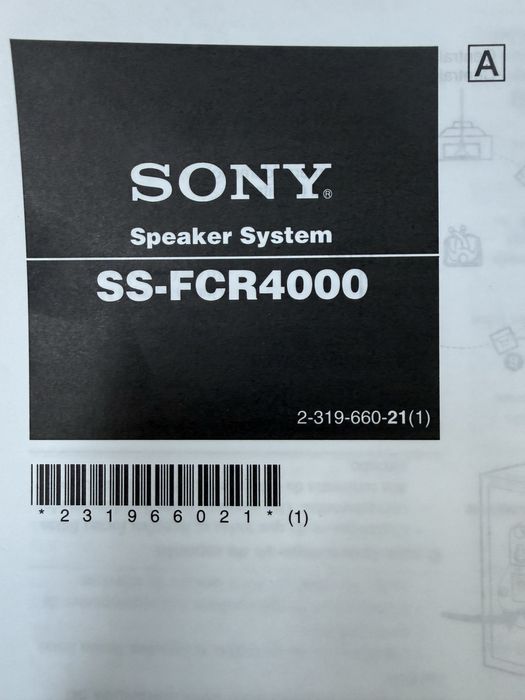 A
SONY®
Speaker System
SS-FCR4000
2-319-660-21(1)
*231966021* (1)